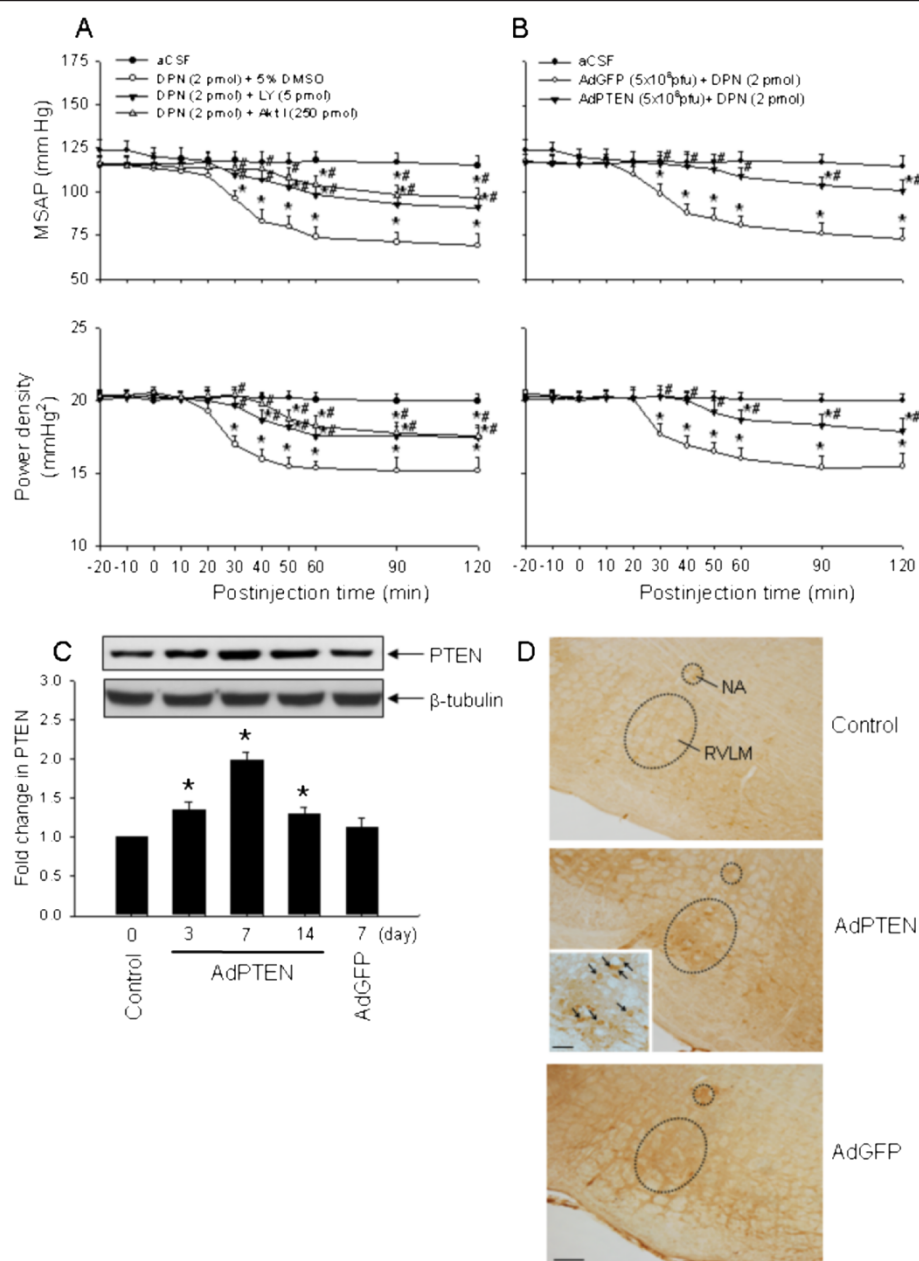 A
aCSF
DPN (2 pmol) + 5% DMSO
DPN (2 pmol) + LY (5 pmol)
DPN (2 pmol) + Akt I (250 pmol)
MSAP (mm Hg)
175
150
125
100
75
50
*# *# *# *# *# *#
* * * * * *
B
aCSF
AdGFP (5x10⁸pfu) + DPN (2 pmol)
AdPTEN (5x10⁸pfu)+ DPN (2 pmol)
# # # *# *# *#
* * * * * *
Power density
(mmHg²)
25
20
15
10
-20 -10 0 10 20 30 40 50 60 90 120
Postinjection time (min)
-20 -10 0 10 20 30 40 50 60 90 120
Postinjection time (min)
C
PTEN
β-tubulin
Fold change in PTEN
3.0
2.5
2.0
1.5
1.0
0.5
0.0
* * *
0 3 7 14 7 (day)
Control
AdPTEN
AdGFP
D
NA
RVLM
Control
AdPTEN
AdGFP